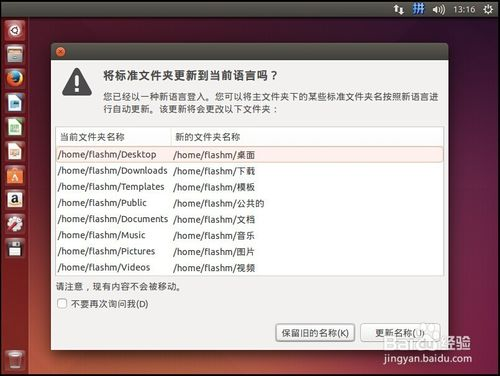 拼 13:16
将标准文件夹更新到当前语言吗？
您已经以一种新语言登入。您可以将主文件夹下的某些标准文件夹名按照新语言进
行自动更新。该更新将会更改以下文件夹：
当前文件夹名称 新的文件夹名称
/home/flashm/Desktop /home/flashm/桌面
/home/flashm/Downloads /home/flashm/下载
/home/flashm/Templates /home/flashm/模板
/home/flashm/Public /home/flashm/公共的
/home/flashm/Documents /home/flashm/文档
/home/flashm/Music /home/flashm/音乐
/home/flashm/Pictures /home/flashm/图片
/home/flashm/Videos /home/flashm/视频
请注意，现有内容不会被移动。
不要再次询问我(D)
保留旧的名称(K) 更新名称(U)
Baidu经验
jingyan.baidu.com